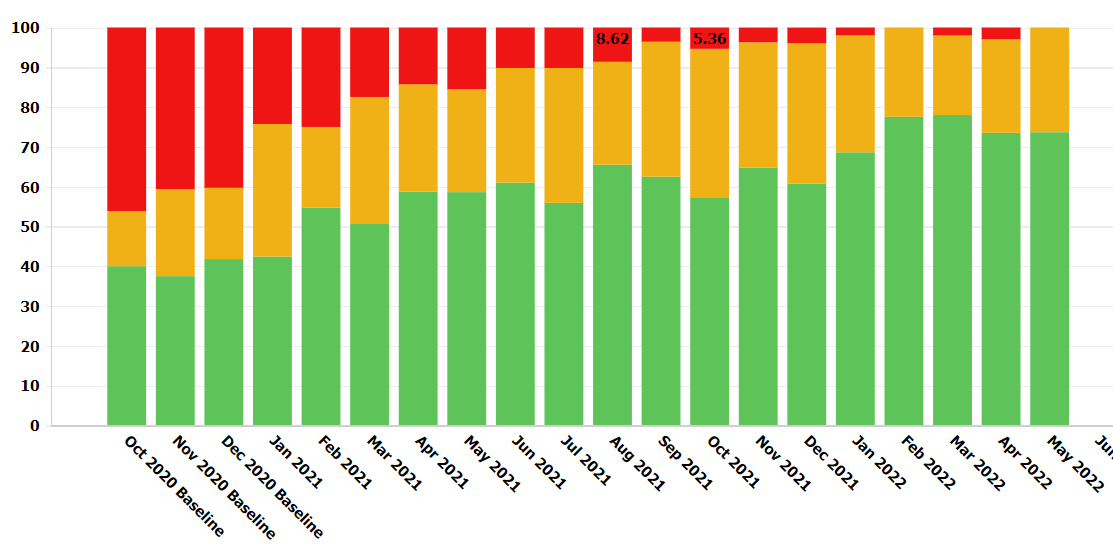 100
90
80
70
60
50
40
30
20
10
0
8.62
5.36
Oct 2020 Baseline
Nov 2020 Baseline
Dec 2020 Baseline
Jan 2021
Feb 2021
Mar 2021
Apr 2021
May 2021
Jun 2021
Jul 2021
Aug 2021
Sep 2021
Oct 2021
Nov 2021
Dec 2021
Jan 2022
Feb 2022
Mar 2022
Apr 2022
May 2022